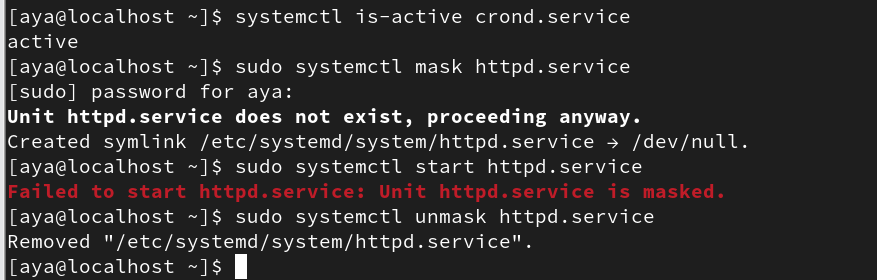 [aya@localhost ~]$ systemctl is-active crond.service
active
[aya@localhost ~]$ sudo systemctl mask httpd.service
[sudo] password for aya:
Unit httpd.service does not exist, proceeding anyway.
Created symlink /etc/systemd/system/httpd.service → /dev/null.
[aya@localhost ~]$ sudo systemctl start httpd.service
Failed to start httpd.service: Unit httpd.service is masked.
[aya@localhost ~]$ sudo systemctl unmask httpd.service
Removed "/etc/systemd/system/httpd.service".
[aya@localhost ~]$